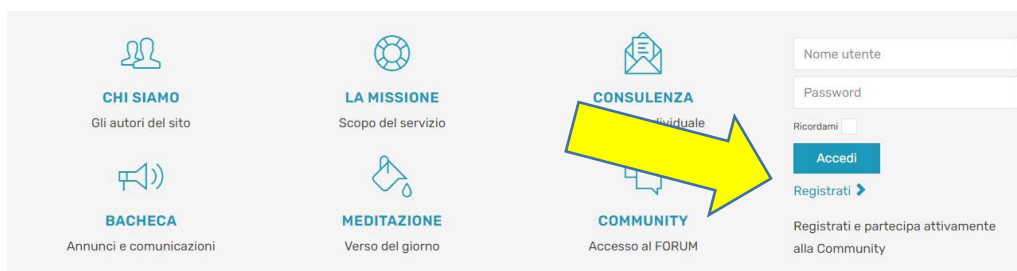 CHI SIAMO
Gli autori del sito
LA MISSIONE
Scopo del servizio
CONSULENZA
BACHECA
Annunci e comunicazioni
MEDITAZIONE
Verso del giorno
COMMUNITY
Accesso al FORUM
Nome utente
Password
Ricordami
Accedi
Registrati
Registrati e partecipa attivamente
alla Community